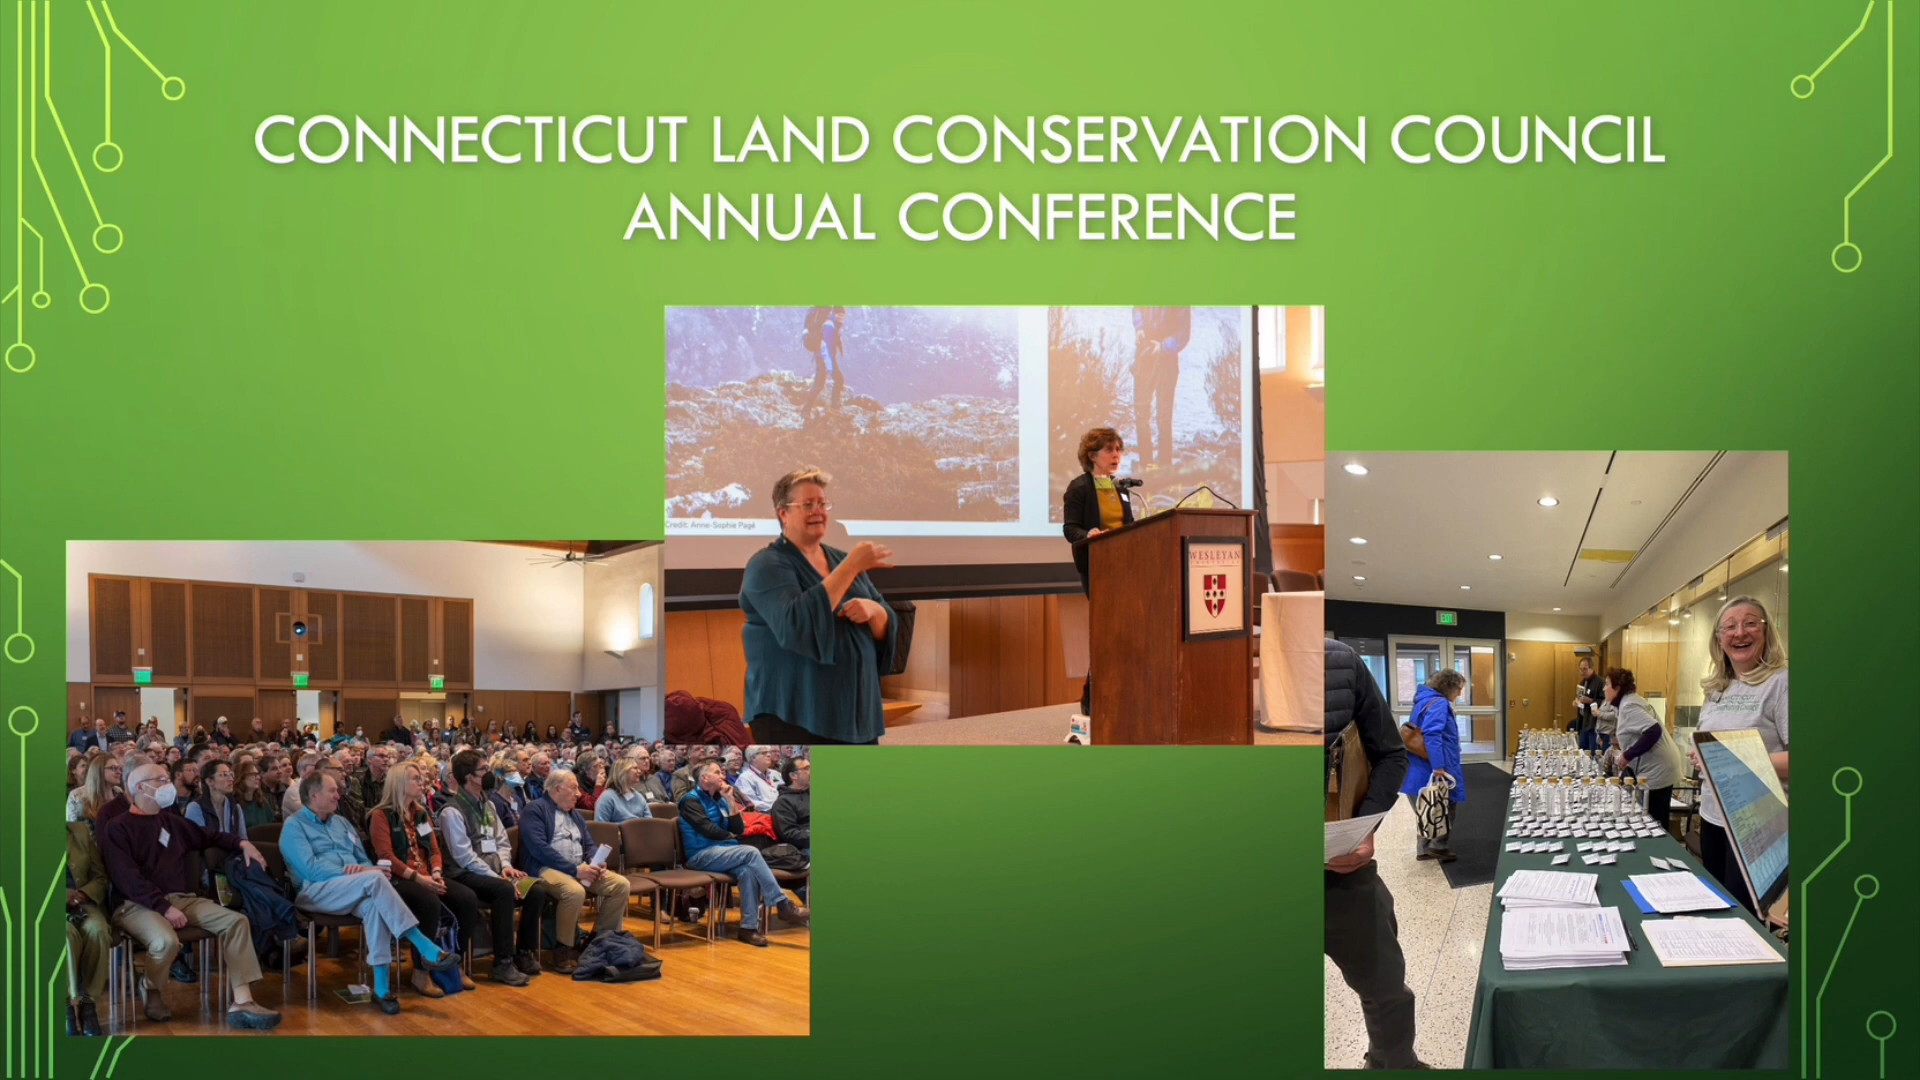 CONNECTICUT LAND CONSERVATION COUNCIL
ANNUAL CONFERENCE
Credit: Anne-Sophie Pagé
WESLEYAN
EXIT